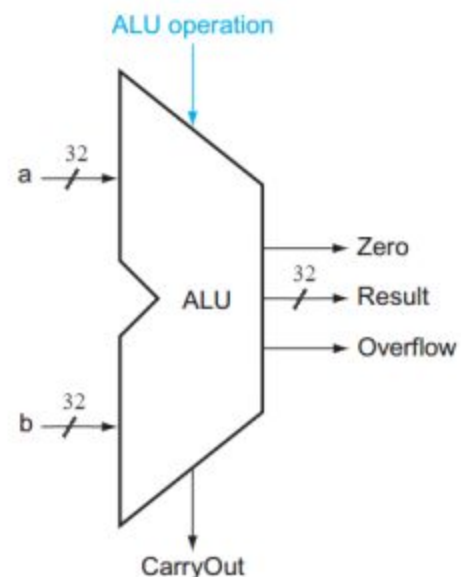 ALU operation
32
a
Zero
32
ALU
Result
Overflow
32
b
CarryOut